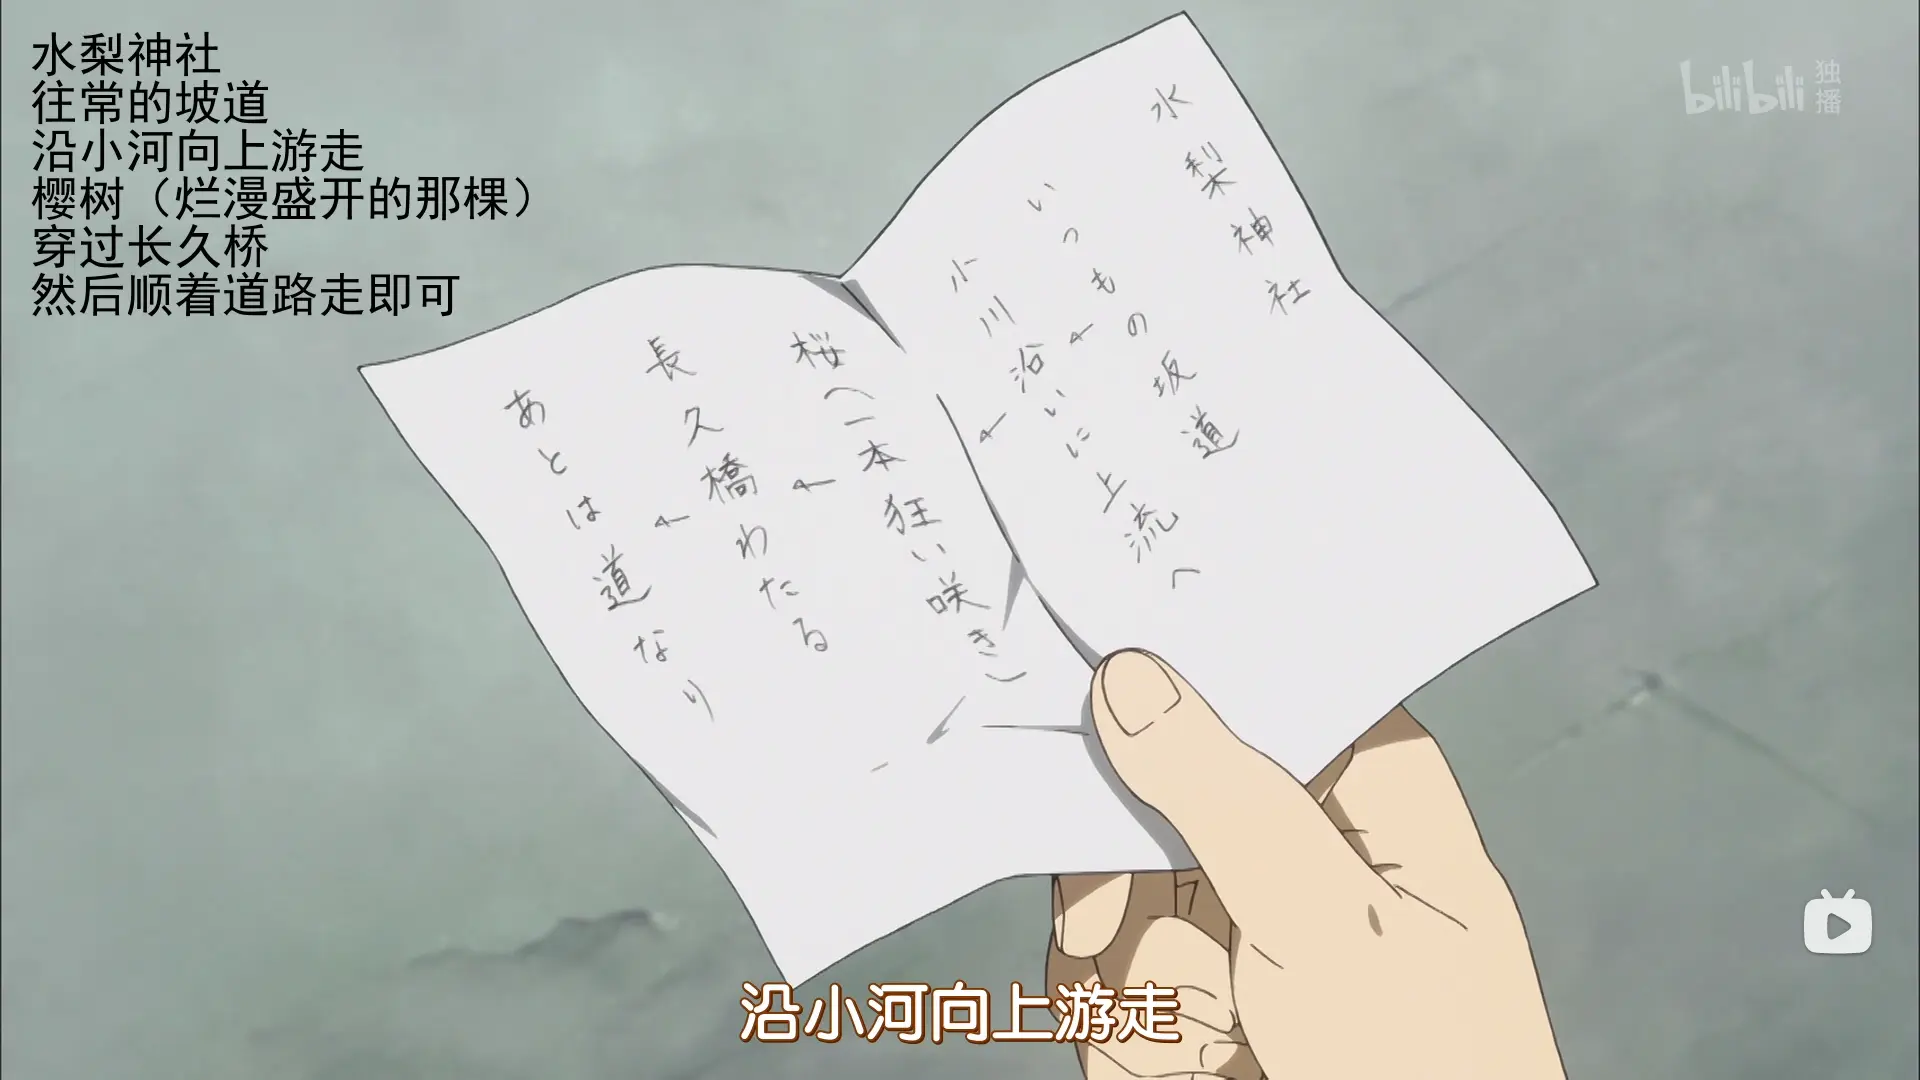 水梨神社
往常的坡道
沿小河向上游走
樱树（烂漫盛开的那棵）
穿过长久桥
然后顺着道路走即可
bilibili 独播
水梨神社
いつもの坂道
↓
小川沿いに上流へ
↓
桜（一本狂い咲き）
↓
長久橋わたる
↓
あとは道なり
沿小河向上游走